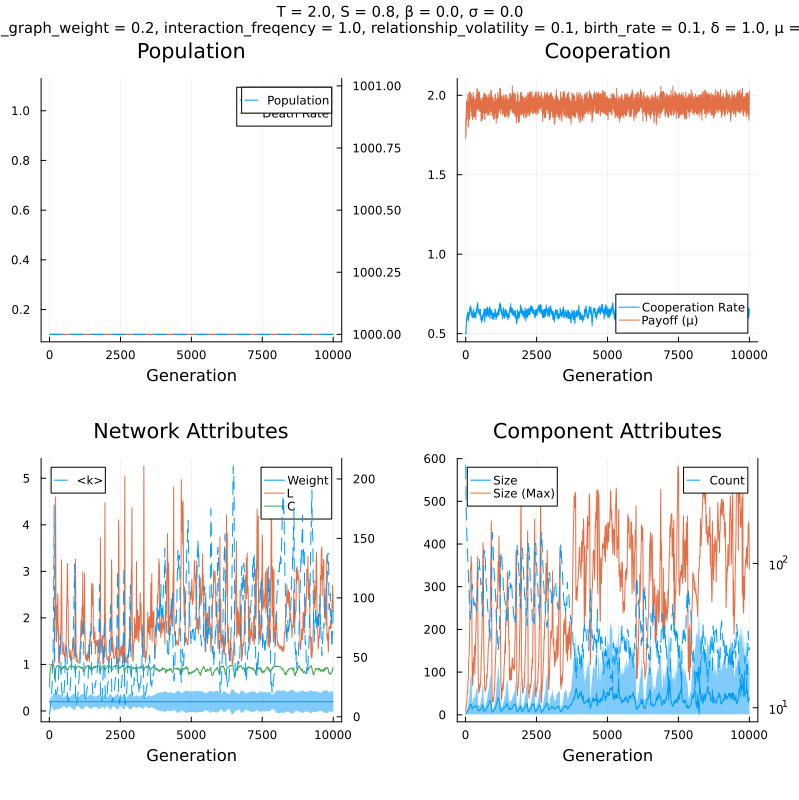 T = 2.0, S = 0.8, β = 0.0, σ = 0.0
_graph_weight = 0.2, interaction_freqency = 1.0, relationship_volatility = 0.1, birth_rate = 0.1, δ = 1.0, μ =
Population
1.0
0.8
0.6
0.4
0.2
1001.00
1000.75
1000.50
1000.25
1000.00
Population
Death Rate
0 2500 5000 7500 10000
Generation
Cooperation
2.0
1.5
1.0
0.5
Cooperation Rate
Payoff (μ)
0 2500 5000 7500 10000
Generation
Network Attributes
5
4
3
2
1
0
<k>
Weight
L
C
200
150
100
50
0
0 2500 5000 7500 10000
Generation
Component Attributes
600
500
400
300
200
100
0
Size
Size (Max)
Count
10²
10¹
0 2500 5000 7500 10000
Generation